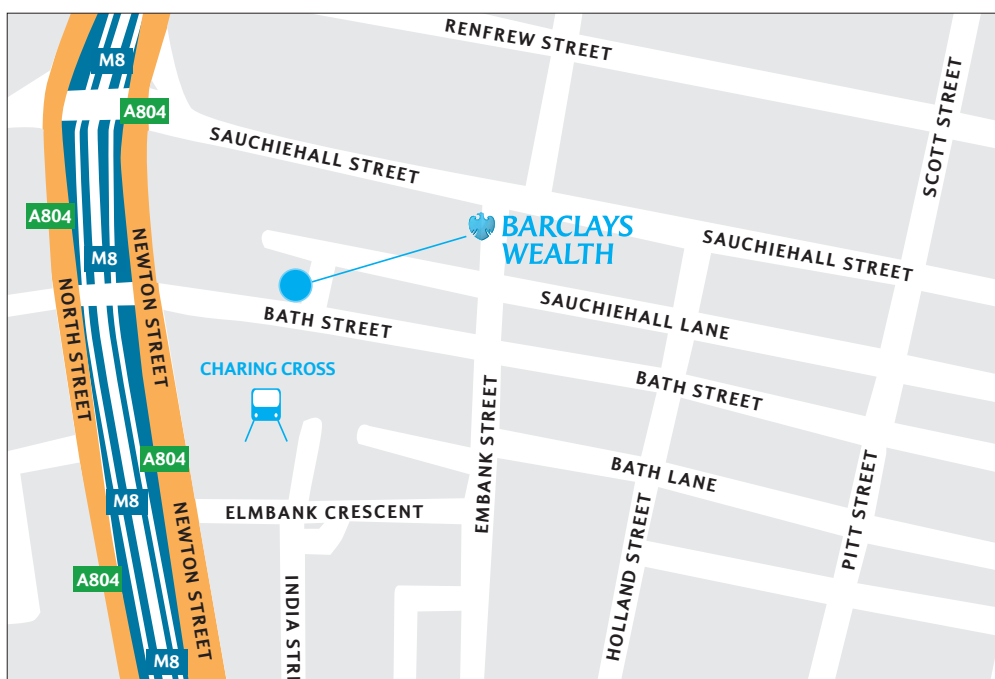 RENFREW STREET
M8
SCOTT STREET
A804
SAUCHIEHALL STREET
A804
BARCLAYS
WEALTH
NEWTON STREET
SAUCHIEHALL STREET
M8
NORTH STREET
SAUCHIEHALL LANE
BATH STREET
CHARING CROSS
BATH STREET
EMBANK STREET
A804
BATH LANE
PITT STREET
M8
ELMBANK CRESCENT
NEWTON STREET
HOLLAND STREET
A804
INDIA STRE
M8